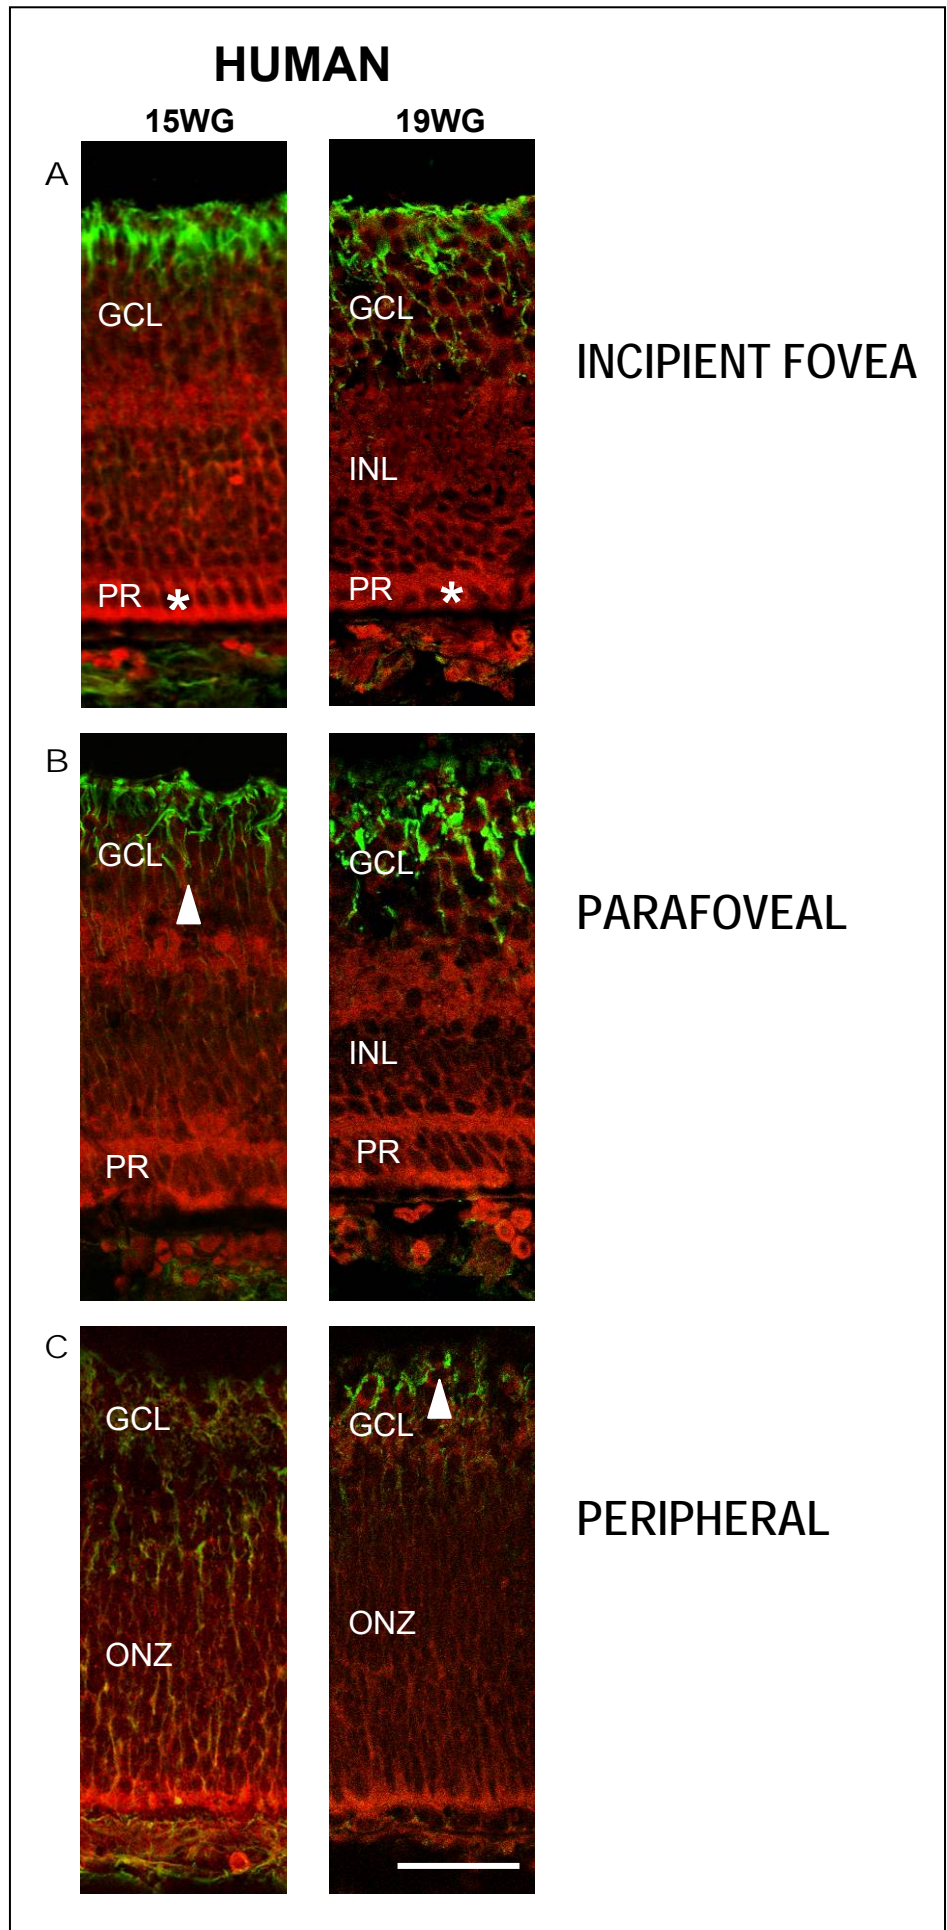 HUMAN
15WG 19WG
A
GCL
PR *
GCL
INL
PR *
INCIPIENT FOVEA
B
GCL
PR
GCL
INL
PR
PARAFOVEAL
C
GCL
ONZ
GCL
ONZ
PERIPHERAL